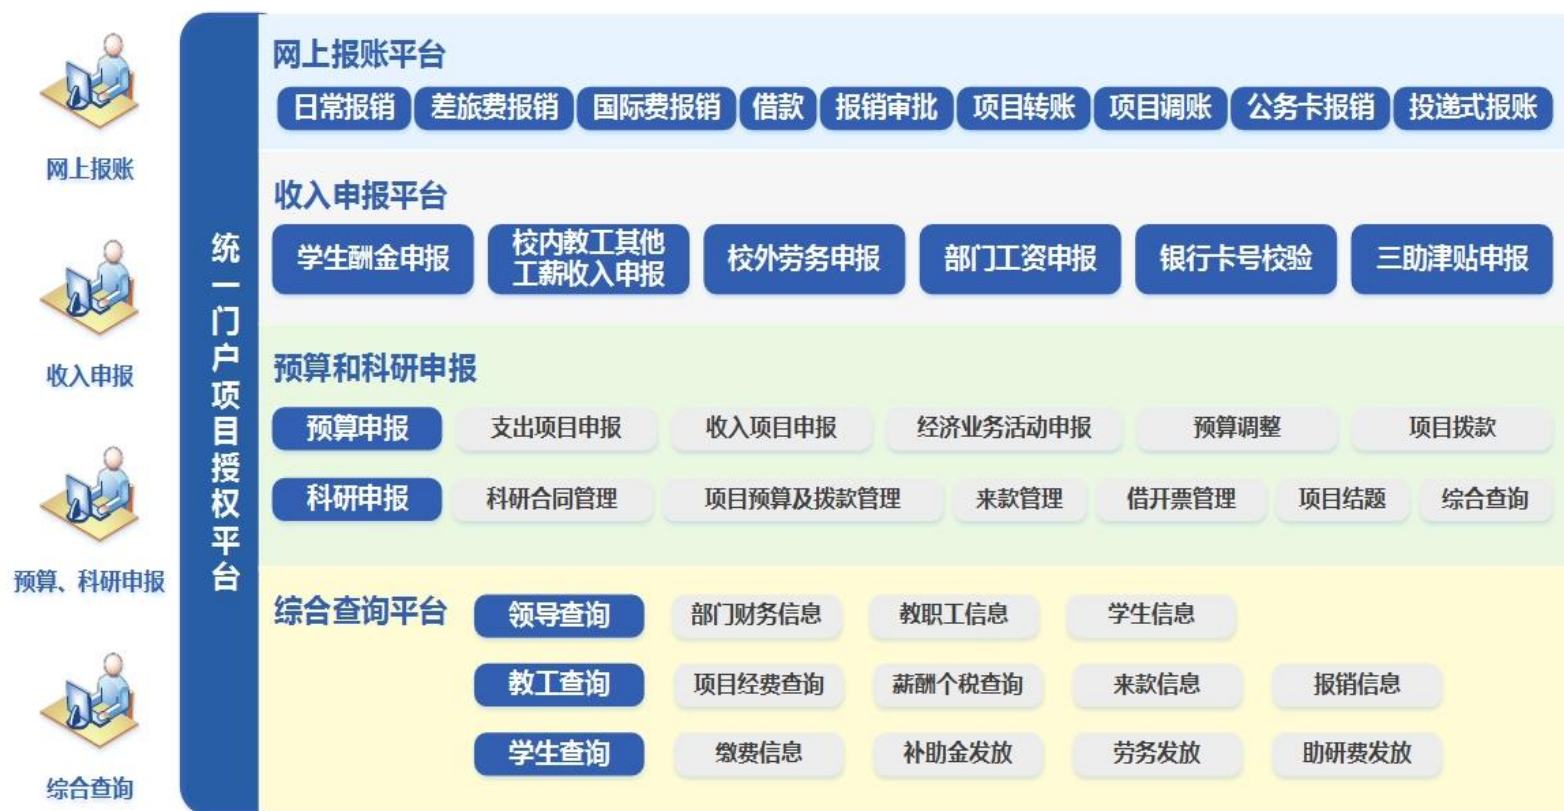 网上报账
收入申报
预算、科研申报
综合查询
统一门户项目授权平台
网上报账平台
日常报销 差旅费报销 国际费报销 借款 报销审批 项目转账 项目调账 公务卡报销 投递式报账
收入申报平台
学生酬金申报 校内教工其他 校外劳务申报 部门工资申报 银行卡号校验 三助津贴申报
工薪收入申报
预算和科研申报
预算申报 支出项目申报 收入项目申报 经济业务活动申报 预算调整 项目拨款
科研申报 科研合同管理 项目预算及拨款管理 来款管理 借开票管理 项目结题 综合查询
综合查询平台 领导查询 部门财务信息 教职工信息 学生信息
教工查询 项目经费查询 薪酬个税查询 来款信息 报销信息
学生查询 缴费信息 补助金发放 劳务发放 助研费发放